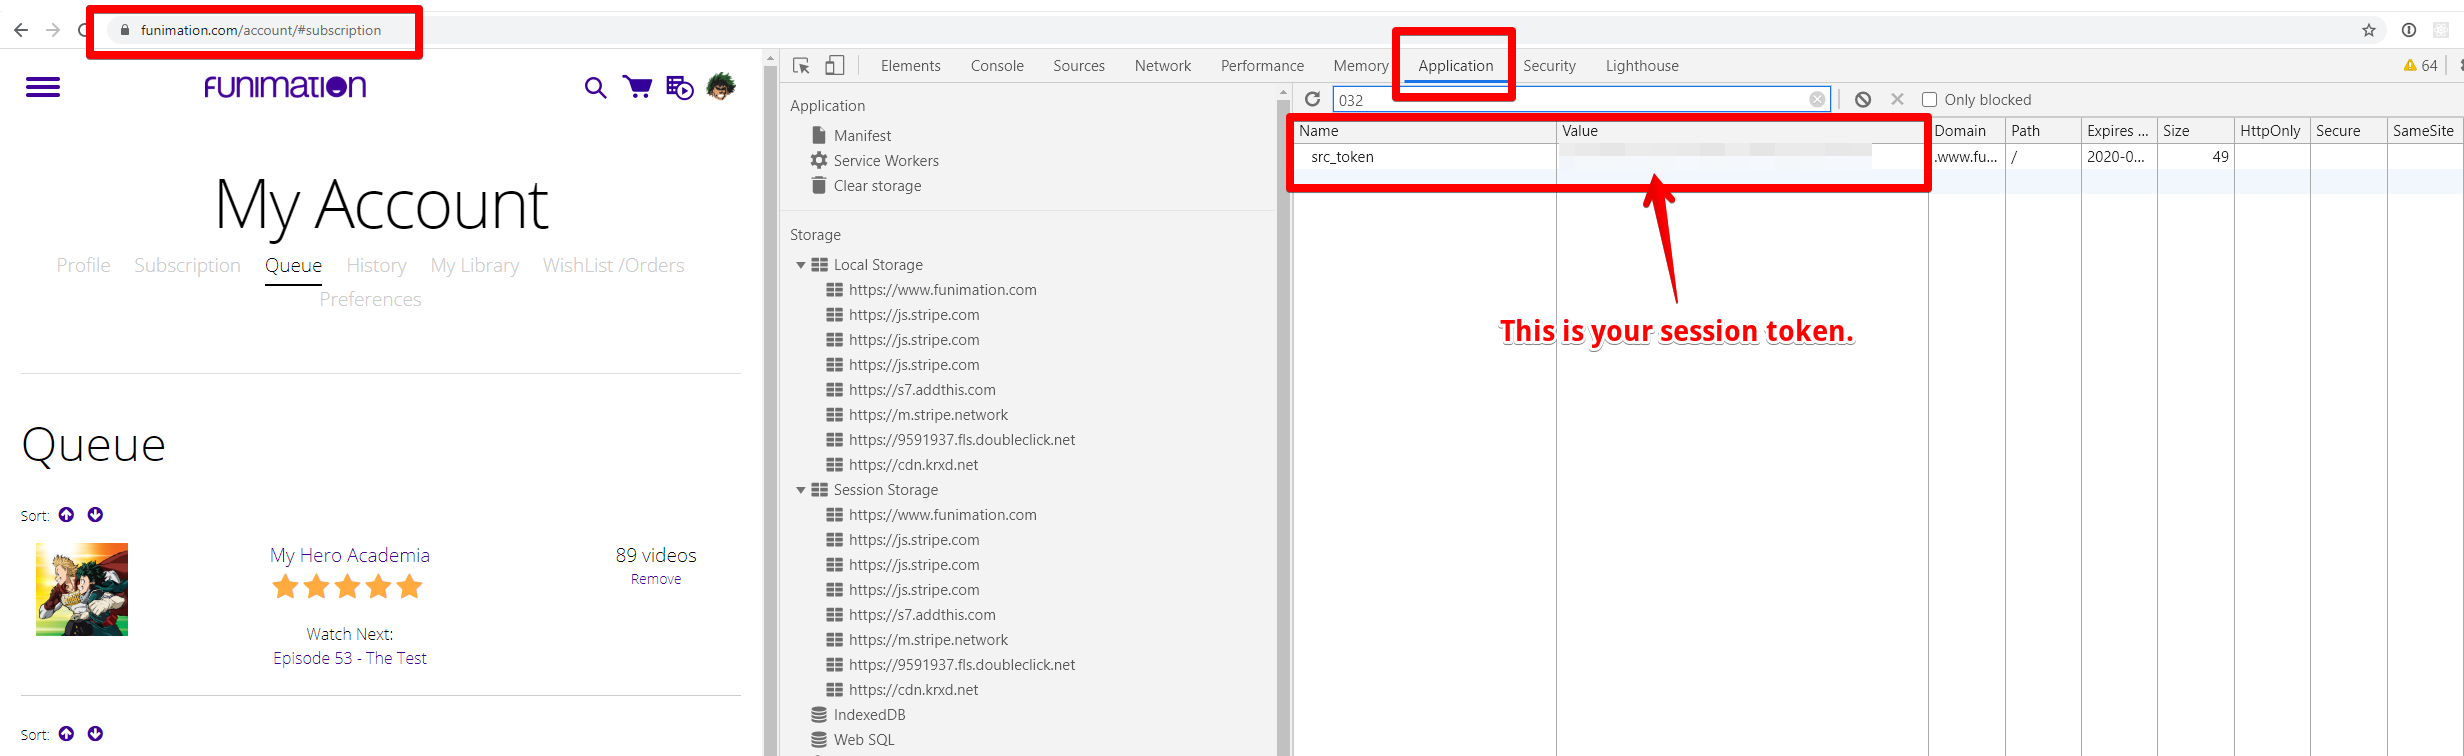 funimation.com/account/#subscription
FUNIMATION
My Account
Profile Subscription Queue History My Library WishList /Orders
Preferences
Queue
Sort:
My Hero Academia
89 videos
Remove
Watch Next:
Episode 53 - The Test
Sort:
Elements Console Sources Network Performance Memory Application Security Lighthouse
64
Application
Manifest
Service Workers
Clear storage
Storage
Local Storage
https://www.funimation.com
https://js.stripe.com
https://js.stripe.com
https://js.stripe.com
https://s7.addthis.com
https://m.stripe.network
https://9591937.fls.doubleclick.net
https://cdn.krxd.net
Session Storage
https://www.funimation.com
https://js.stripe.com
https://js.stripe.com
https://js.stripe.com
https://s7.addthis.com
https://m.stripe.network
https://9591937.fls.doubleclick.net
https://cdn.krxd.net
IndexedDB
Web SQL
032
Only blocked
Name Value Domain Path Expires ... Size HttpOnly Secure SameSite
src_token .www.fu... / 2020-0... 49
This is your session token.